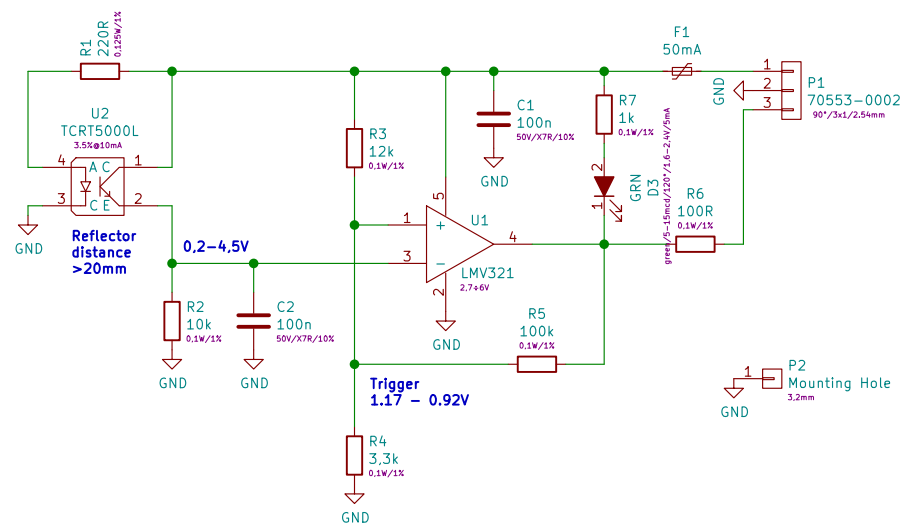 R1
220R
0.125W/1%
U2
TCRT5000L
3.5%@10mA
4
A C
1
3
C E
2
GND
Reflector
distance
>20mm
0,2-4,5V
R2
10k
0,1W/1%
GND
C2
100n
50V/X7R/10%
GND
R3
12k
0,1W/1%
1
+
3
−
5
2
4
U1
LMV321
2,7÷6V
GND
C1
100n
50V/X7R/10%
GND
R7
1k
0,1W/1%
2
1
GRN
D3
green/5-15mcd/120°/1,6-2,4V/5mA
F1
50mA
GND
1
2
3
P1
70553-0002
90°/3x1/2.54mm
R6
100R
0,1W/1%
R5
100k
0,1W/1%
Trigger
1.17 - 0.92V
R4
3,3k
0,1W/1%
GND
P2
1
Mounting Hole
3,2mm
GND